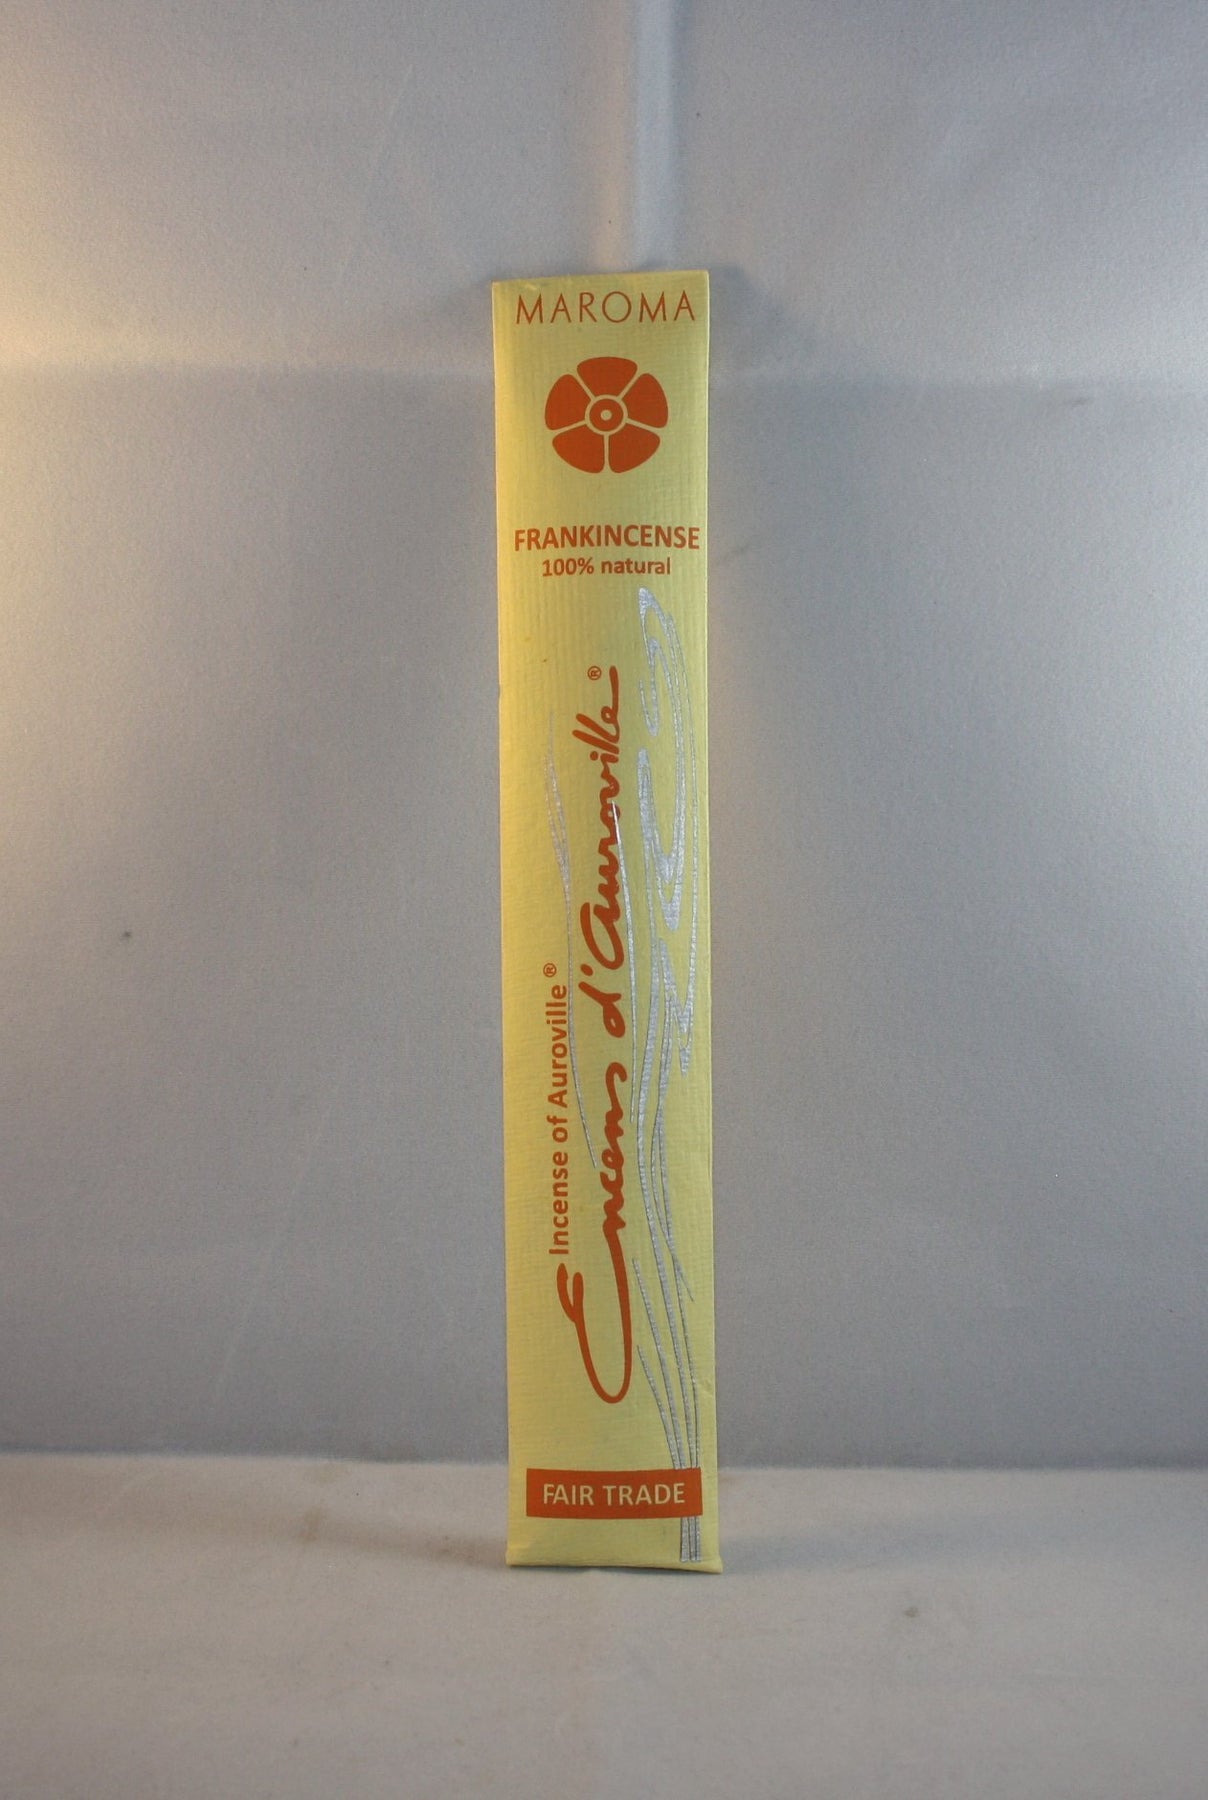 MAROMA
FRANKINCENSE
100% natural
Incense of Auroville®
Encens d'Auroville®
FAIR TRADE